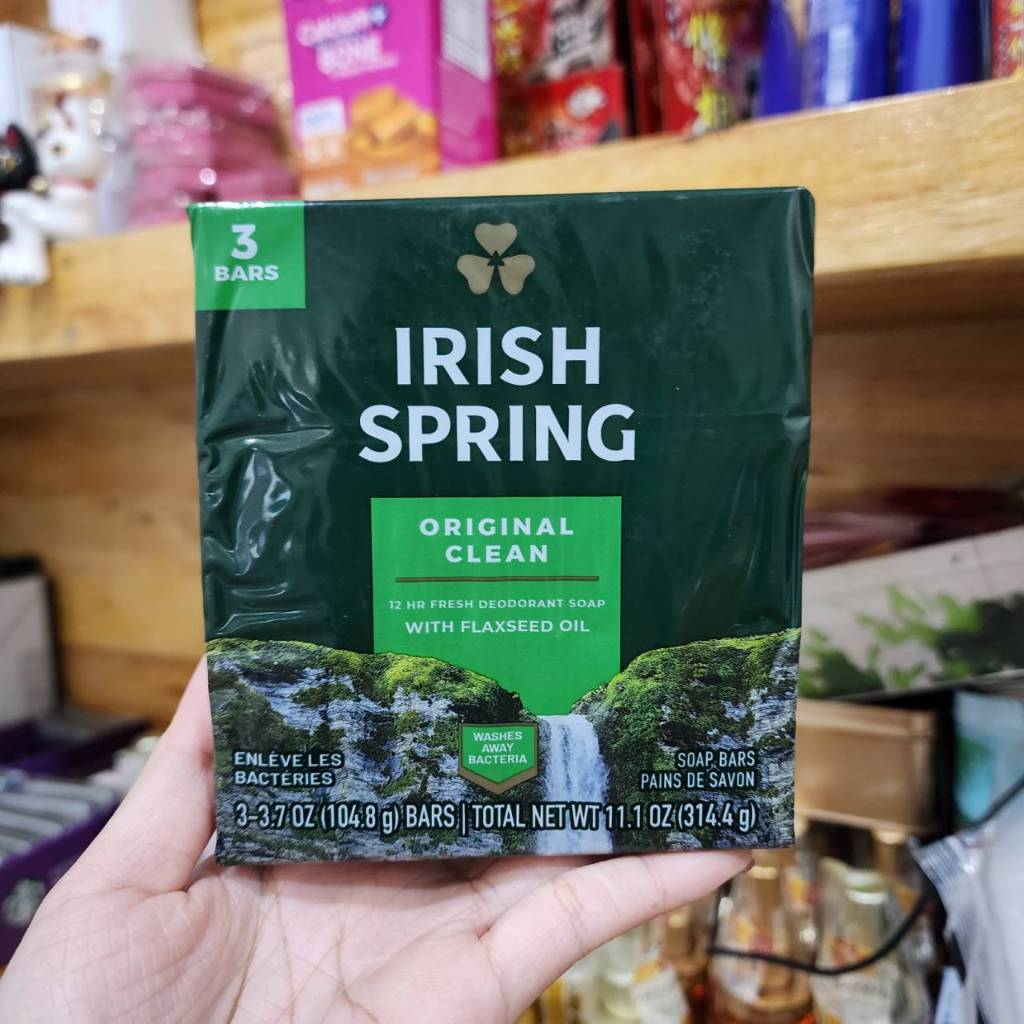 Calcium+
BONE
3
BARS
IRISH
SPRING
ORIGINAL
CLEAN
12 HR FRESH DEODORANT SOAP
WITH FLAXSEED OIL
WASHES
AWAY
BACTERIA
ENLÈVE LES
BACTÉRIES
SOAP BARS
PAINS DE SAVON
3-3.7 OZ (104.8 g) BARS | TOTAL NET WT 11.1 OZ (314.4 g)